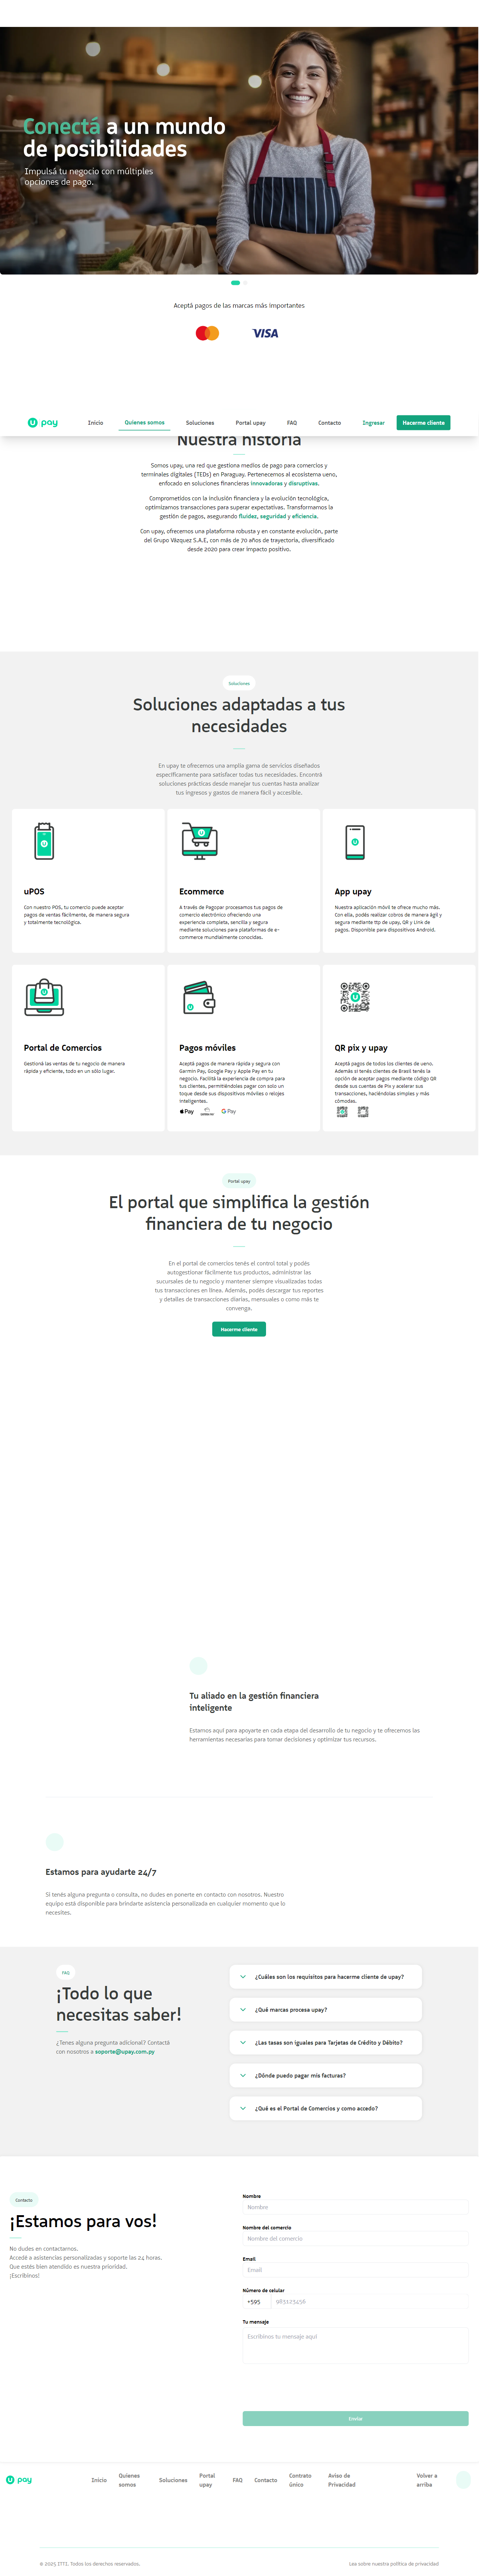 Conectá a un mundo
de posibilidades
Impulsá tu negocio con múltiples
opciones de pago.
Aceptá pagos de las marcas más importantes
VISA
upay
Inicio
Quienes somos
Soluciones
Portal upay
FAQ
Contacto
Ingresar
Hacerme cliente
Nuestra historia
Somos upay, una red que gestiona medios de pago para comercios y
terminales digitales (TEDs) en Paraguay. Pertenecemos al ecosistema ueno,
enfocado en soluciones financieras innovadoras y disruptivas.
Comprometidos con la inclusión financiera y la evolución tecnológica,
optimizamos transacciones para superar expectativas. Transformamos la
gestión de pagos, asegurando fluidez, seguridad y eficiencia.
Con upay, ofrecemos una plataforma robusta y en constante evolución, parte
del Grupo Vázquez S.A.E, con más de 70 años de trayectoria, diversificado
desde 2020 para crear impacto positivo.
Soluciones
Soluciones adaptadas a tus
necesidades
En upay te ofrecemos una amplia gama de servicios diseñados
específicamente para satisfacer todas tus necesidades. Encontrá
soluciones prácticas desde manejar tus cuentas hasta analizar
tus ingresos y gastos de manera fácil y accesible.
uPOS
Con nuestro POS, tu comercio puede aceptar
pagos de ventas fácilmente, de manera segura
y totalmente tecnológica.
Ecommerce
A través de Pagopar procesamos tus pagos de
comercio electrónico ofreciendo una
experiencia completa, sencilla y segura
mediante soluciones para plataformas de e-
commerce mundialmente conocidas.
App upay
Nuestra aplicación móvil te ofrece mucho más.
Con ella, podés realizar cobros de manera ágil y
segura mediante ttp de upay, QR y Link de
pagos. Disponible para dispositivos Android.
Portal de Comercios
Gestioná las ventas de tu negocio de manera
rápida y eficiente, todo en un sólo lugar.
Pagos móviles
Aceptá pagos de manera rápida y segura con
Garmin Pay, Google Pay y Apple Pay en tu
negocio. Facilitá la experiencia de compra para
tus clientes, permitiéndoles pagar con solo un
toque desde sus dispositivos móviles o relojes
inteligentes.
Pay
G Pay
QR pix y upay
Aceptá pagos de todos los clientes de ueno.
Además si tenés clientes de Brasil tenés la
opción de aceptar pagos mediante código QR
desde sus cuentas de Pix y acelerar sus
transacciones, haciéndolas simples y más
cómodas.
Portal upay
El portal que simplifica la gestión
financiera de tu negocio
En el portal de comercios tenés el control total y podés
autogestionar fácilmente tus productos, administrar las
sucursales de tu negocio y mantener siempre visualizadas todas
tus transacciones en línea. Además, podés descargar tus reportes
y detalles de transacciones diarias, mensuales o como más te
convenga.
Hacerme cliente
Tu aliado en la gestión financiera
inteligente
Estamos aquí para apoyarte en cada etapa del desarrollo de tu negocio y te ofrecemos las
herramientas necesarias para tomar decisiones y optimizar tus recursos.
Estamos para ayudarte 24/7
Si tenés alguna pregunta o consulta, no dudes en ponerte en contacto con nosotros. Nuestro
equipo está disponible para brindarte asistencia personalizada en cualquier momento que lo
necesites.
FAQ
¡Todo lo que
necesitas saber!
¿Tenes alguna pregunta adicional? Contactá
con nosotros a soporte@upay.com.py
¿Cuáles son los requisitos para hacerme cliente de upay?
¿Qué marcas procesa upay?
¿Las tasas son iguales para Tarjetas de Crédito y Débito?
¿Dónde puedo pagar mis facturas?
¿Qué es el Portal de Comercios y como accedo?
Contacto
¡Estamos para vos!
No dudes en contactarnos.
Accedé a asistencias personalizadas y soporte las 24 horas.
Que estés bien atendido es nuestra prioridad.
¡Escribinos!
Nombre
Nombre
Nombre del comercio
Nombre del comercio
Email
Email
Número de celular
+595
985123456
Tu mensaje
Escribinos tu mensaje aquí
Enviar
upay
Inicio
Quienes
somos
Soluciones
Portal
upay
FAQ
Contacto
Contrato
único
Aviso de
Privacidad
Volver a
arriba
© 2025 ITTI. Todos los derechos reservados.
Lea sobre nuestra política de privacidad